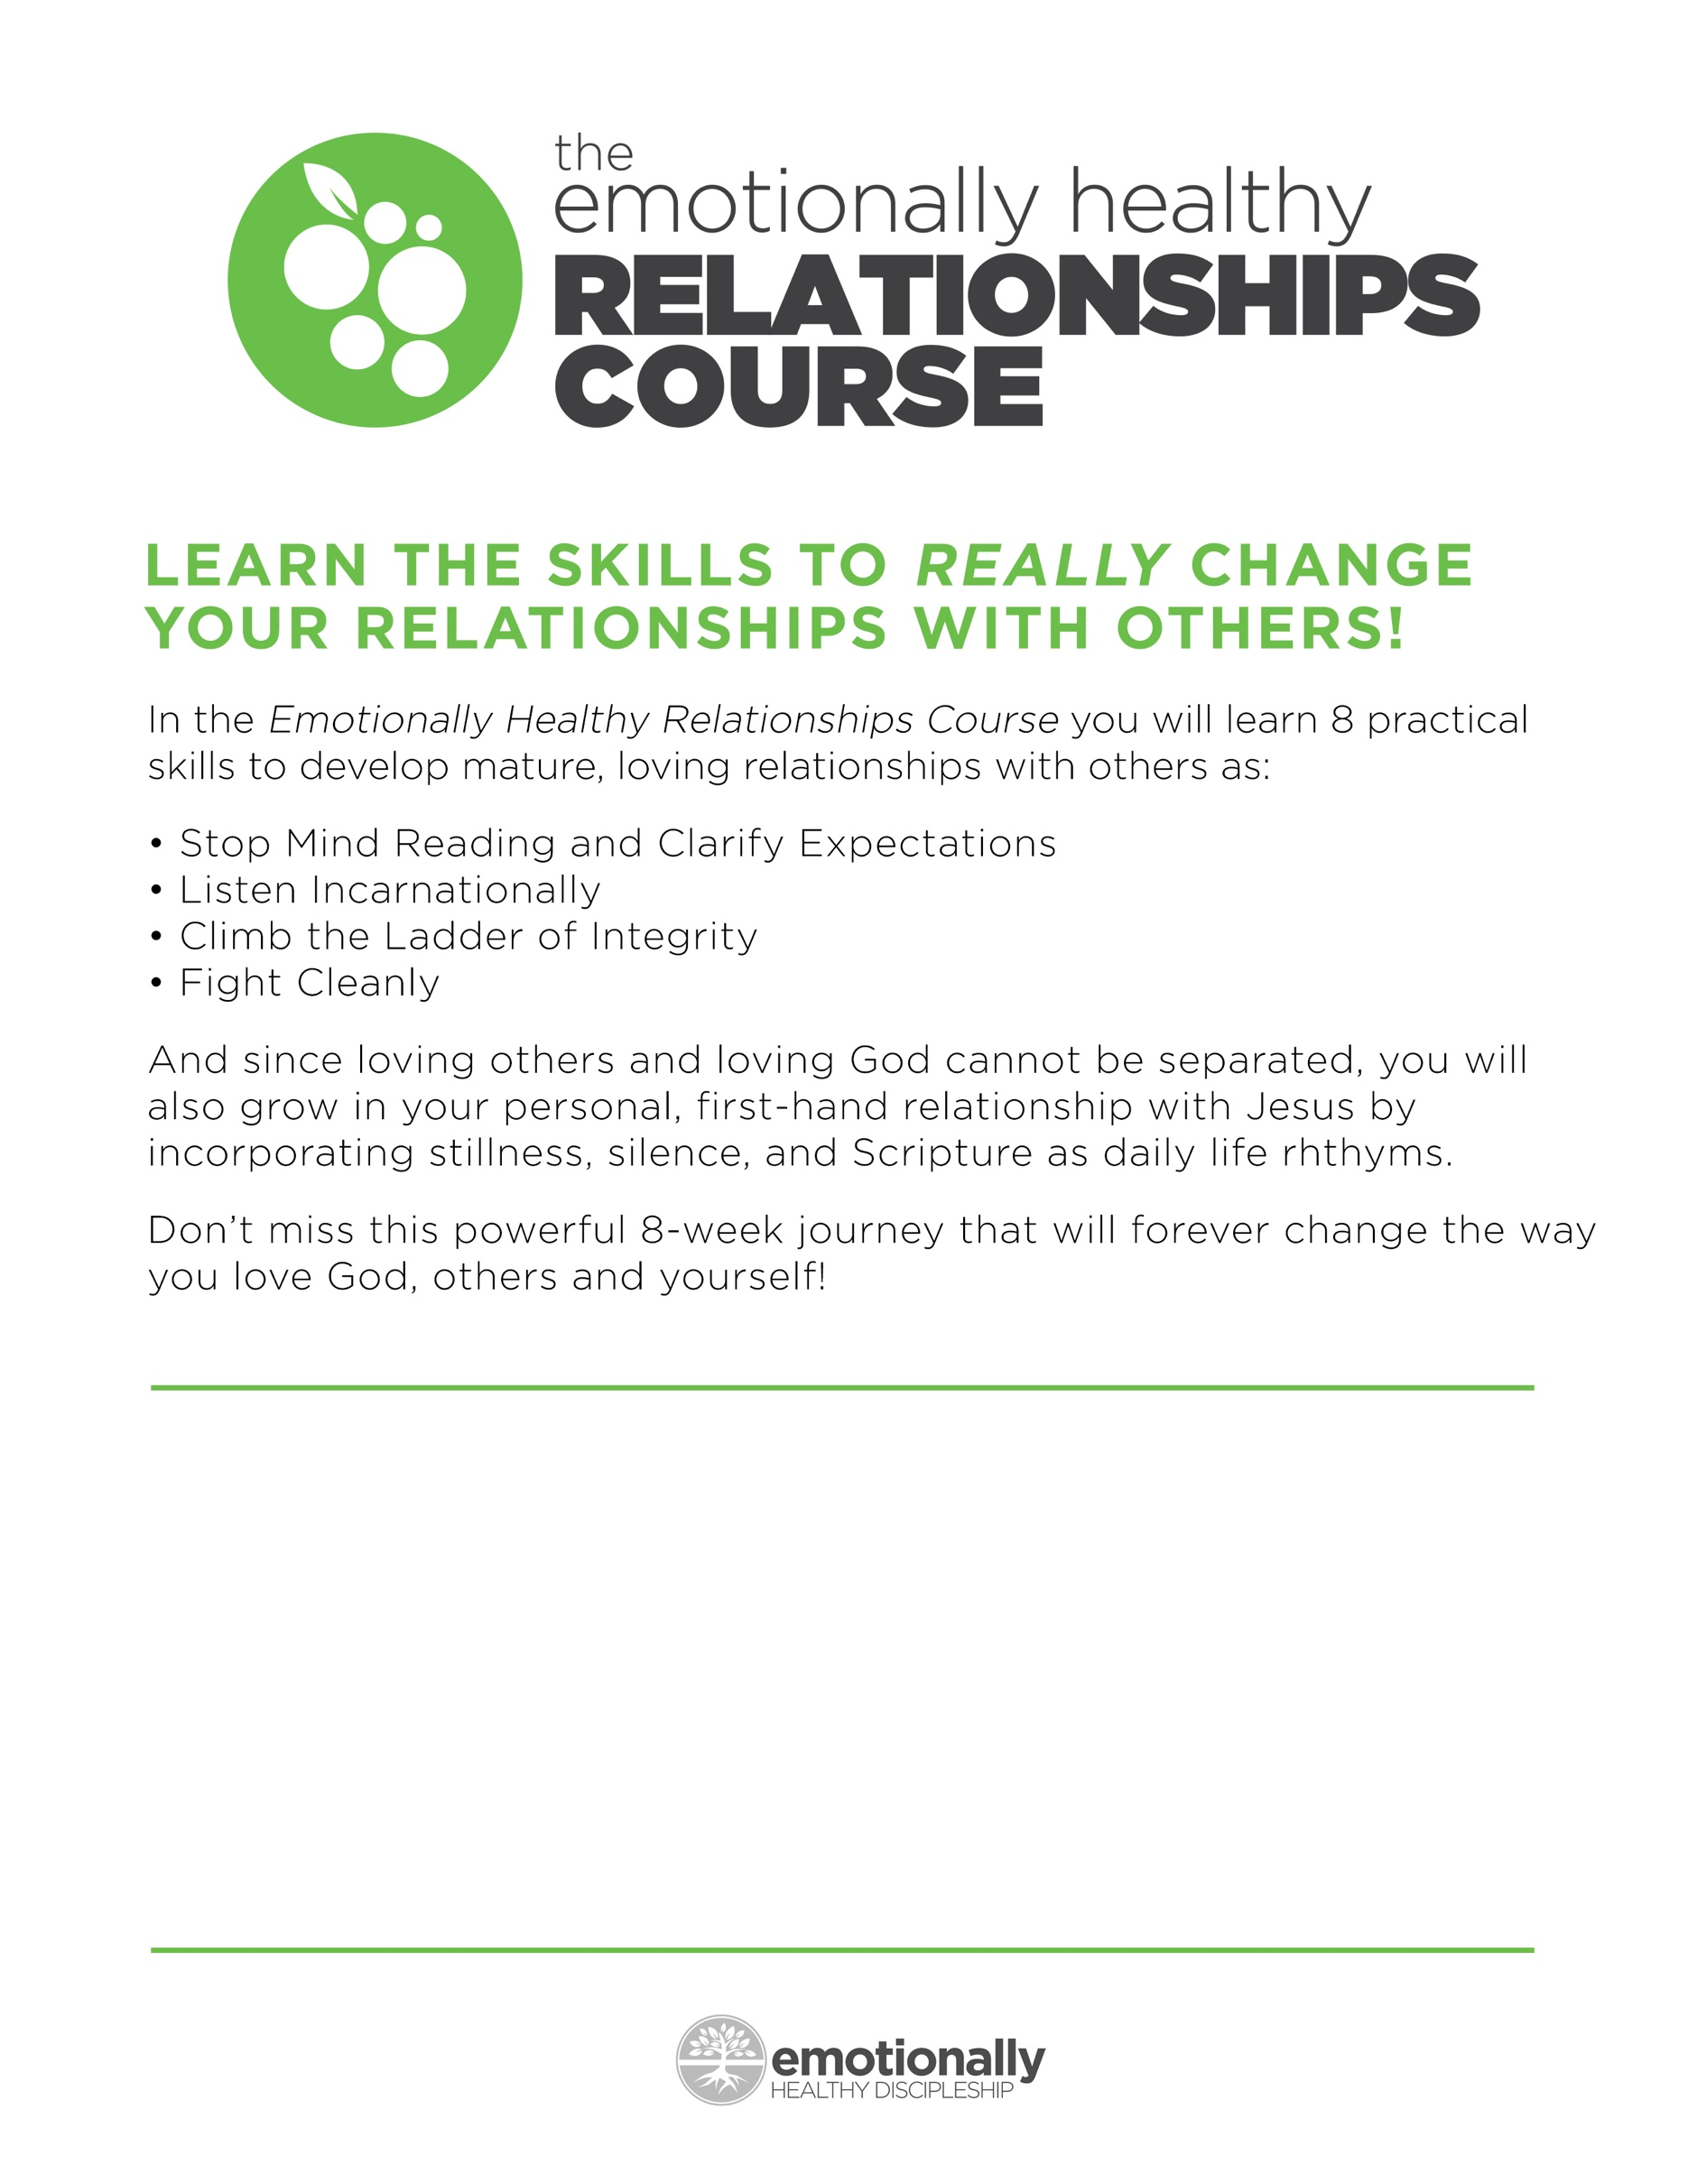 the
emotionally healthy
RELATIONSHIPS
COURSE
LEARN THE SKILLS TO REALLY CHANGE
YOUR RELATIONSHIPS WITH OTHERS!
In the Emotionally Healthy Relationships Course you will learn 8 practical
skills to develop mature, loving relationships with others as:
• Stop Mind Reading and Clarify Expectations
• Listen Incarnationally
• Climb the Ladder of Integrity
• Fight Cleanly
And since loving others and loving God cannot be separated, you will
also grow in your personal, first-hand relationship with Jesus by
incorporating stillness, silence, and Scripture as daily life rhthyms.
Don’t miss this powerful 8-week journey that will forever change the way
you love God, others and yourself!
emotionally
HEALTHY DISCIPLESHIP